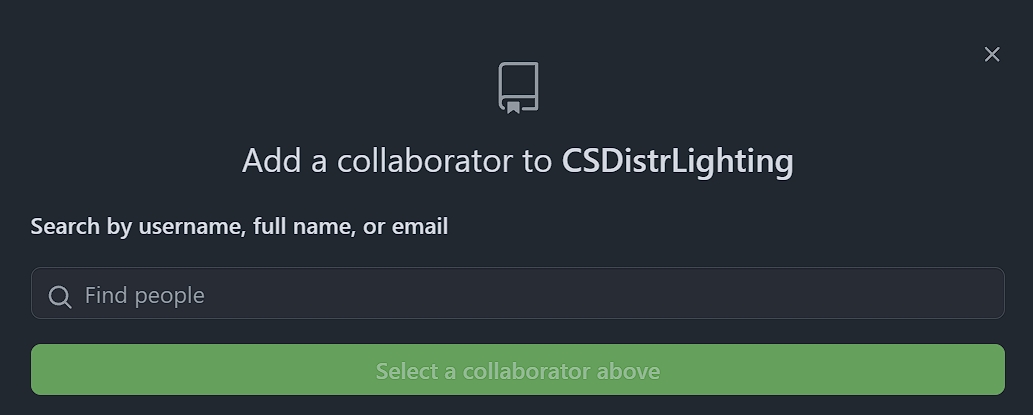 Add a collaborator to CSDistrLighting
Search by username, full name, or email
Find people
Select a collaborator above